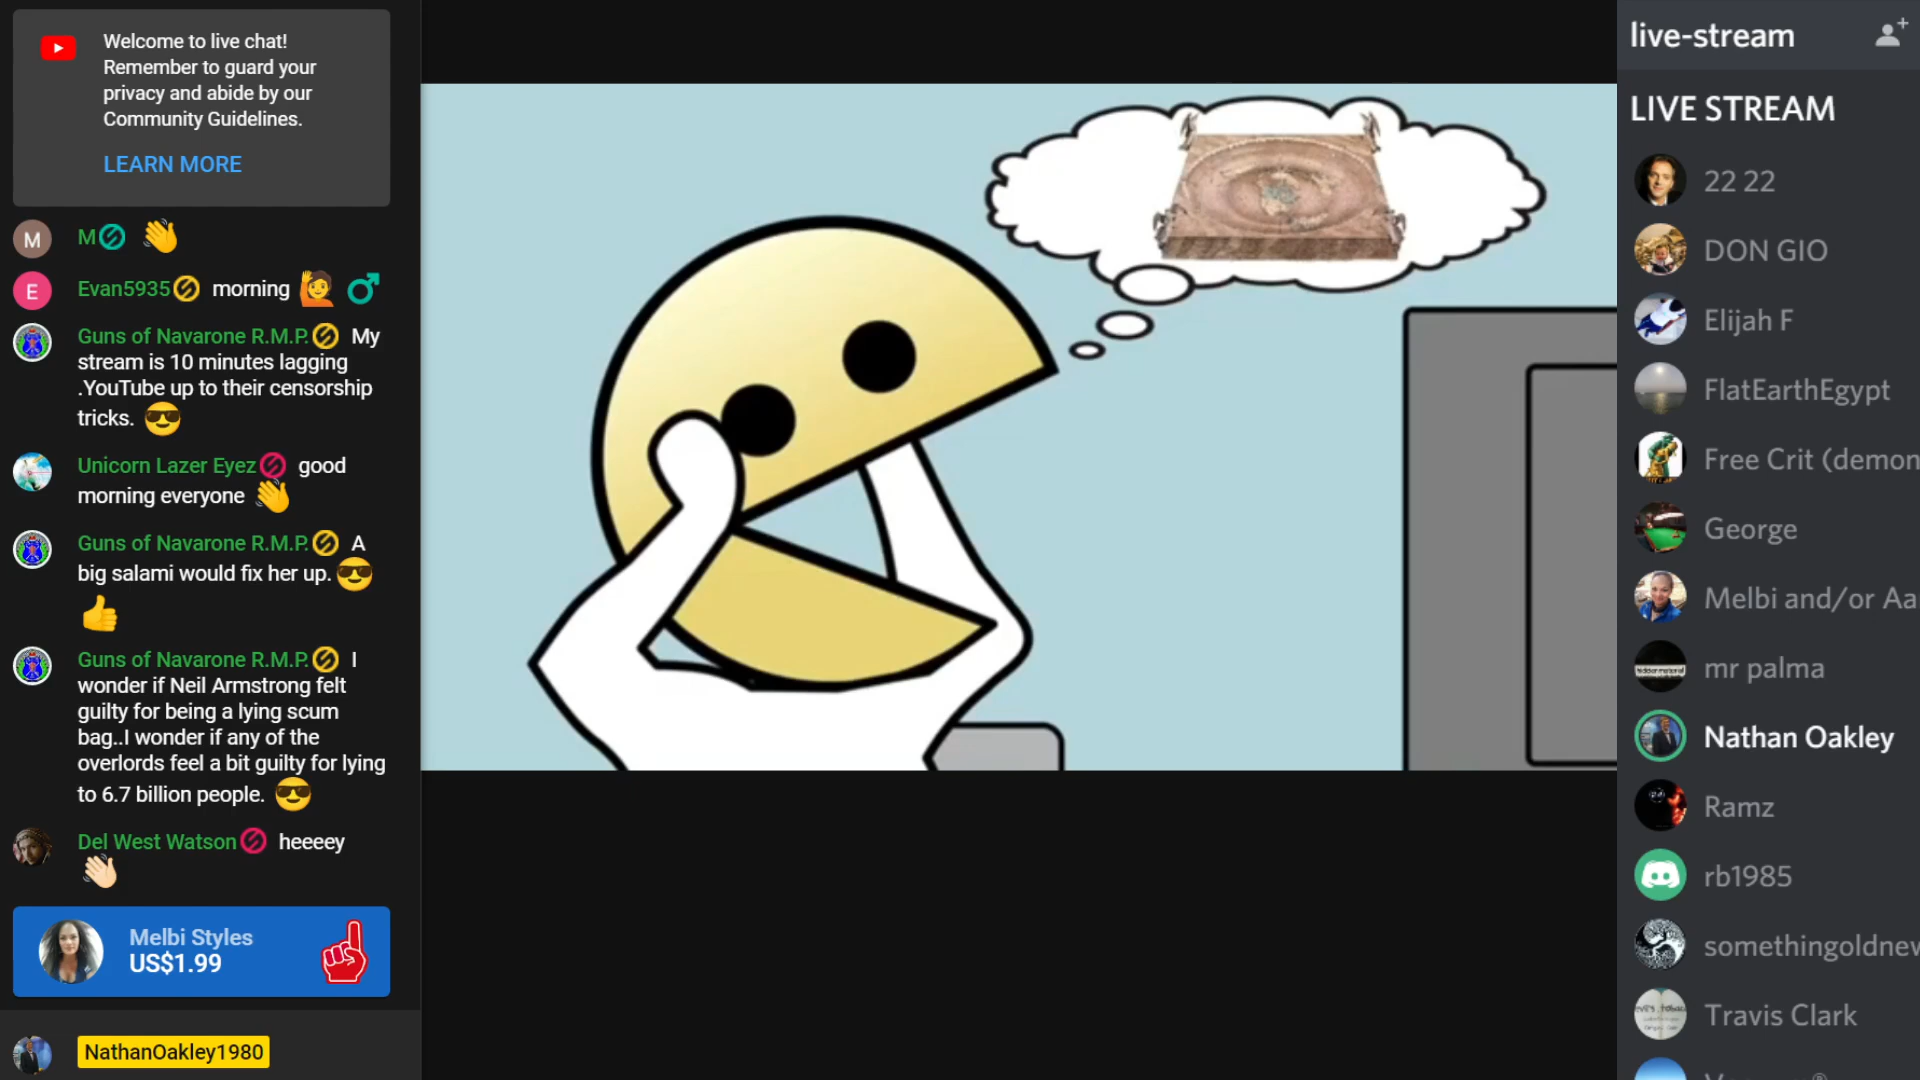 Welcome to live chat!
Remember to guard your
privacy and abide by our
Community Guidelines.
LEARN MORE
M
M
E
Evan5935 morning
Guns of Navarone R.M.P. My
stream is 10 minutes lagging
.YouTube up to their censorship
tricks.
Unicorn Lazer Eyez good
morning everyone
Guns of Navarone R.M.P. A
big salami would fix her up.
Guns of Navarone R.M.P. I
wonder if Neil Armstrong felt
guilty for being a lying scum
bag..I wonder if any of the
overlords feel a bit guilty for lying
to 6.7 billion people.
Del West Watson heeeey
Melbi Styles
US$1.99
NathanOakley1980
live-stream
LIVE STREAM
22 22
DON GIO
Elijah F
FlatEarthEgypt
Free Crit (demon
George
Melbi and/or Aa
mr palma
Nathan Oakley
Ramz
rb1985
somethingoldnew
Travis Clark